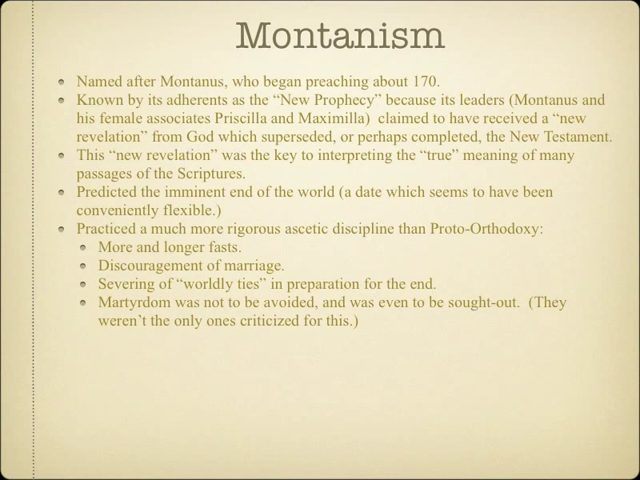 Montanism
Named after Montanus, who began preaching about 170.
Known by its adherents as the “New Prophecy” because its leaders (Montanus and
his female associates Priscilla and Maximilla)  claimed to have received a “new
revelation” from God which superseded, or perhaps completed, the New Testament.
This “new revelation” was the key to interpreting the “true” meaning of many
passages of the Scriptures.
Predicted the imminent end of the world (a date which seems to have been
conveniently flexible.)
Practiced a much more rigorous ascetic discipline than Proto-Orthodoxy:
More and longer fasts.
Discouragement of marriage.
Severing of “worldly ties” in preparation for the end.
Martyrdom was not to be avoided, and was even to be sought-out.  (They
weren’t the only ones criticized for this.)